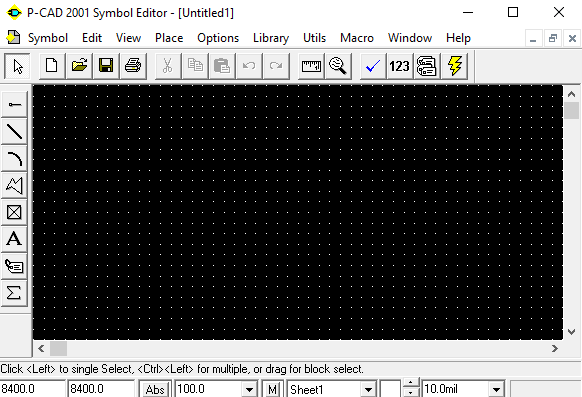 P-CAD 2001 Symbol Editor - [Untitled1]
Symbol Edit View Place Options Library Utils Macro Window Help
123
A
Click <Left> to single Select, <Ctrl><Left> for multiple, or drag for block select.
8400.0 8400.0 Abs 100.0 M Sheet1 10.0mil